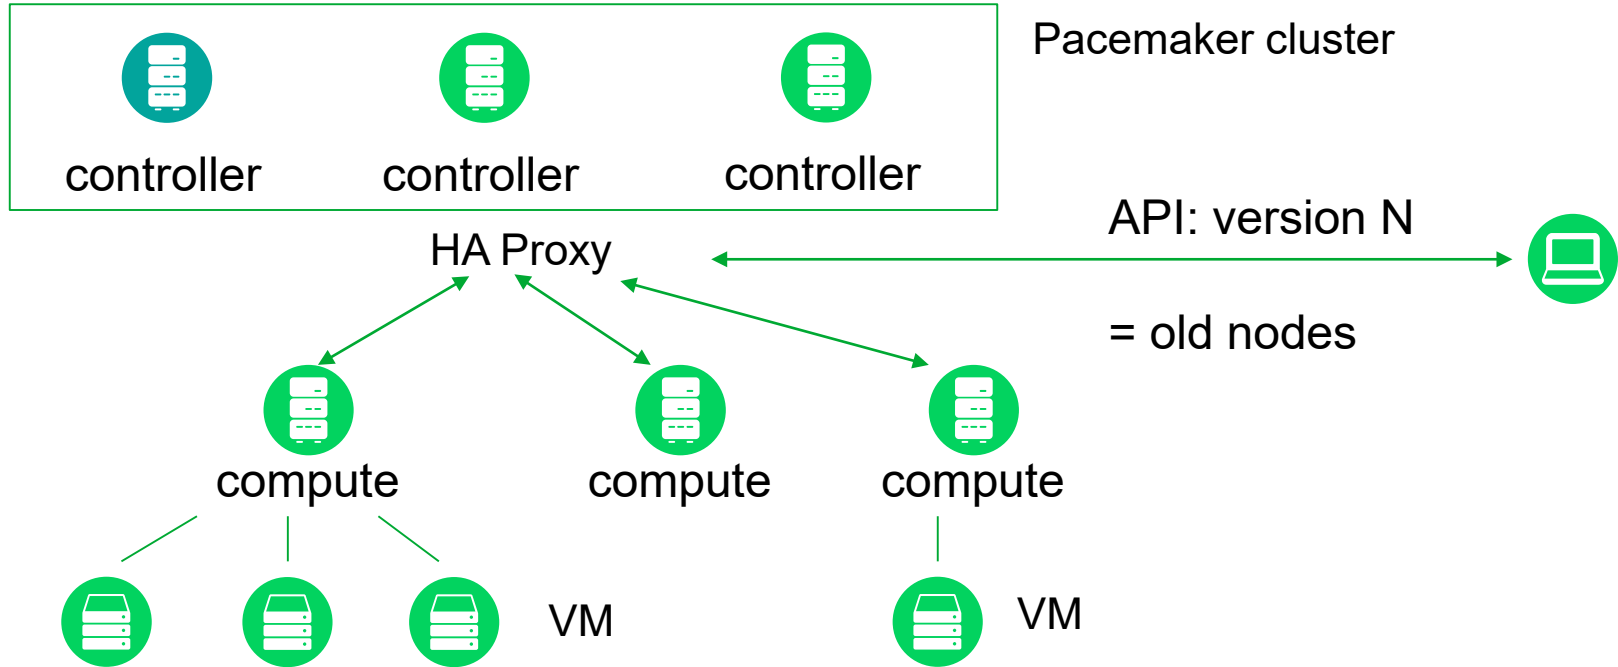 Pacemaker cluster
controller
controller
controller
API: version N
HA Proxy
= old nodes
compute
compute
compute
VM
VM